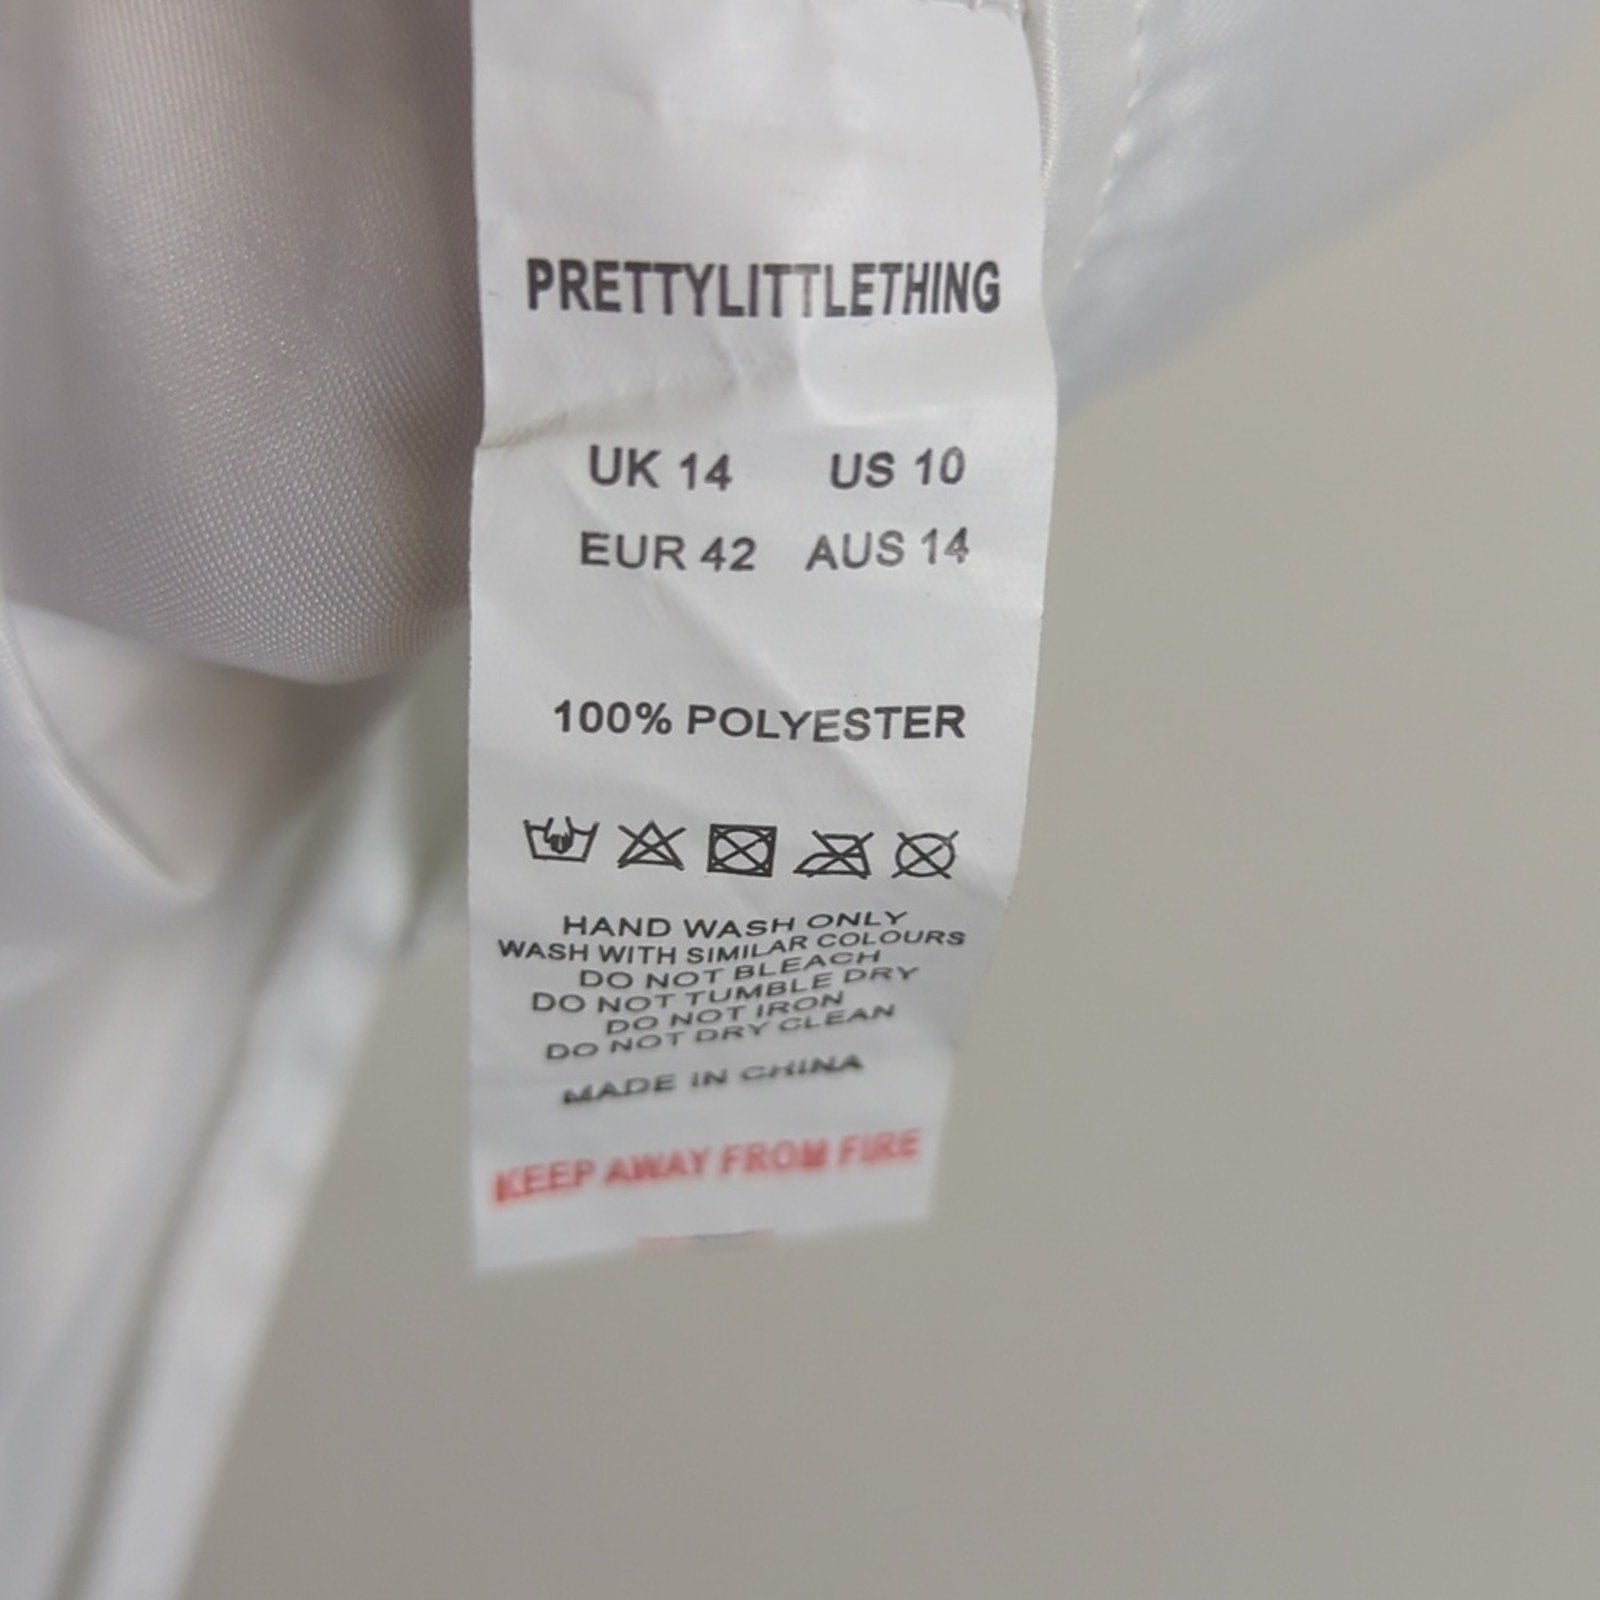 PRETTYLITTLETHING
UK 14 US 10
EUR 42 AUS 14
100% POLYESTER
HAND WASH ONLY
WASH WITH SIMILAR COLOURS
DO NOT BLEACH
DO NOT TUMBLE DRY
DO NOT IRON
DO NOT DRY CLEAN
MADE IN CHINA
KEEP AWAY FROM FIRE